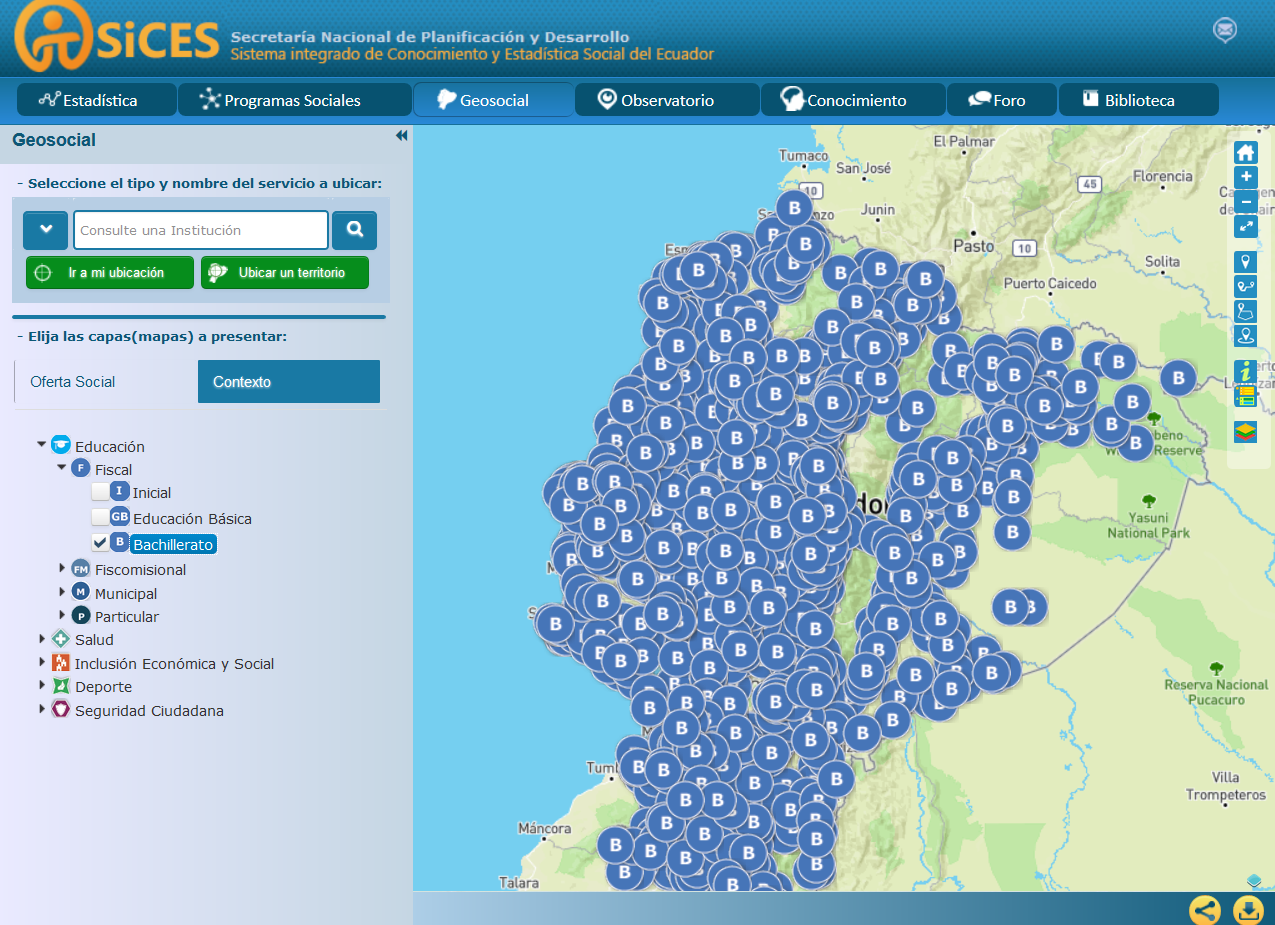 SiCES
Secretaría Nacional de Planificación y Desarrollo
Sistema integrado de Conocimiento y Estadística Social del Ecuador
Estadística
Programas Sociales
Geosocial
Observatorio
Conocimiento
Foro
Biblioteca
Geosocial
- Seleccione el tipo y nombre del servicio a ubicar:
Consulte una Institución
Ir a mi ubicación
Ubicar un territorio
- Elija las capas(mapas) a presentar:
Oferta Social
Contexto
Educación
F Fiscal
I Inicial
GB Educación Básica
B Bachillerato
FM Fiscomisional
M Municipal
P Particular
Salud
Inclusión Económica y Social
Deporte
Seguridad Ciudadana
El Palmar
Tumaco
San José
Florencia
45
10
Junin
Pasto
10
Solita
Puerto Caicedo
B
Reserve
Yasuni
National Park
Reserva Nacional
Pucacuro
Villa
Trompeteros
Máncora
Talara